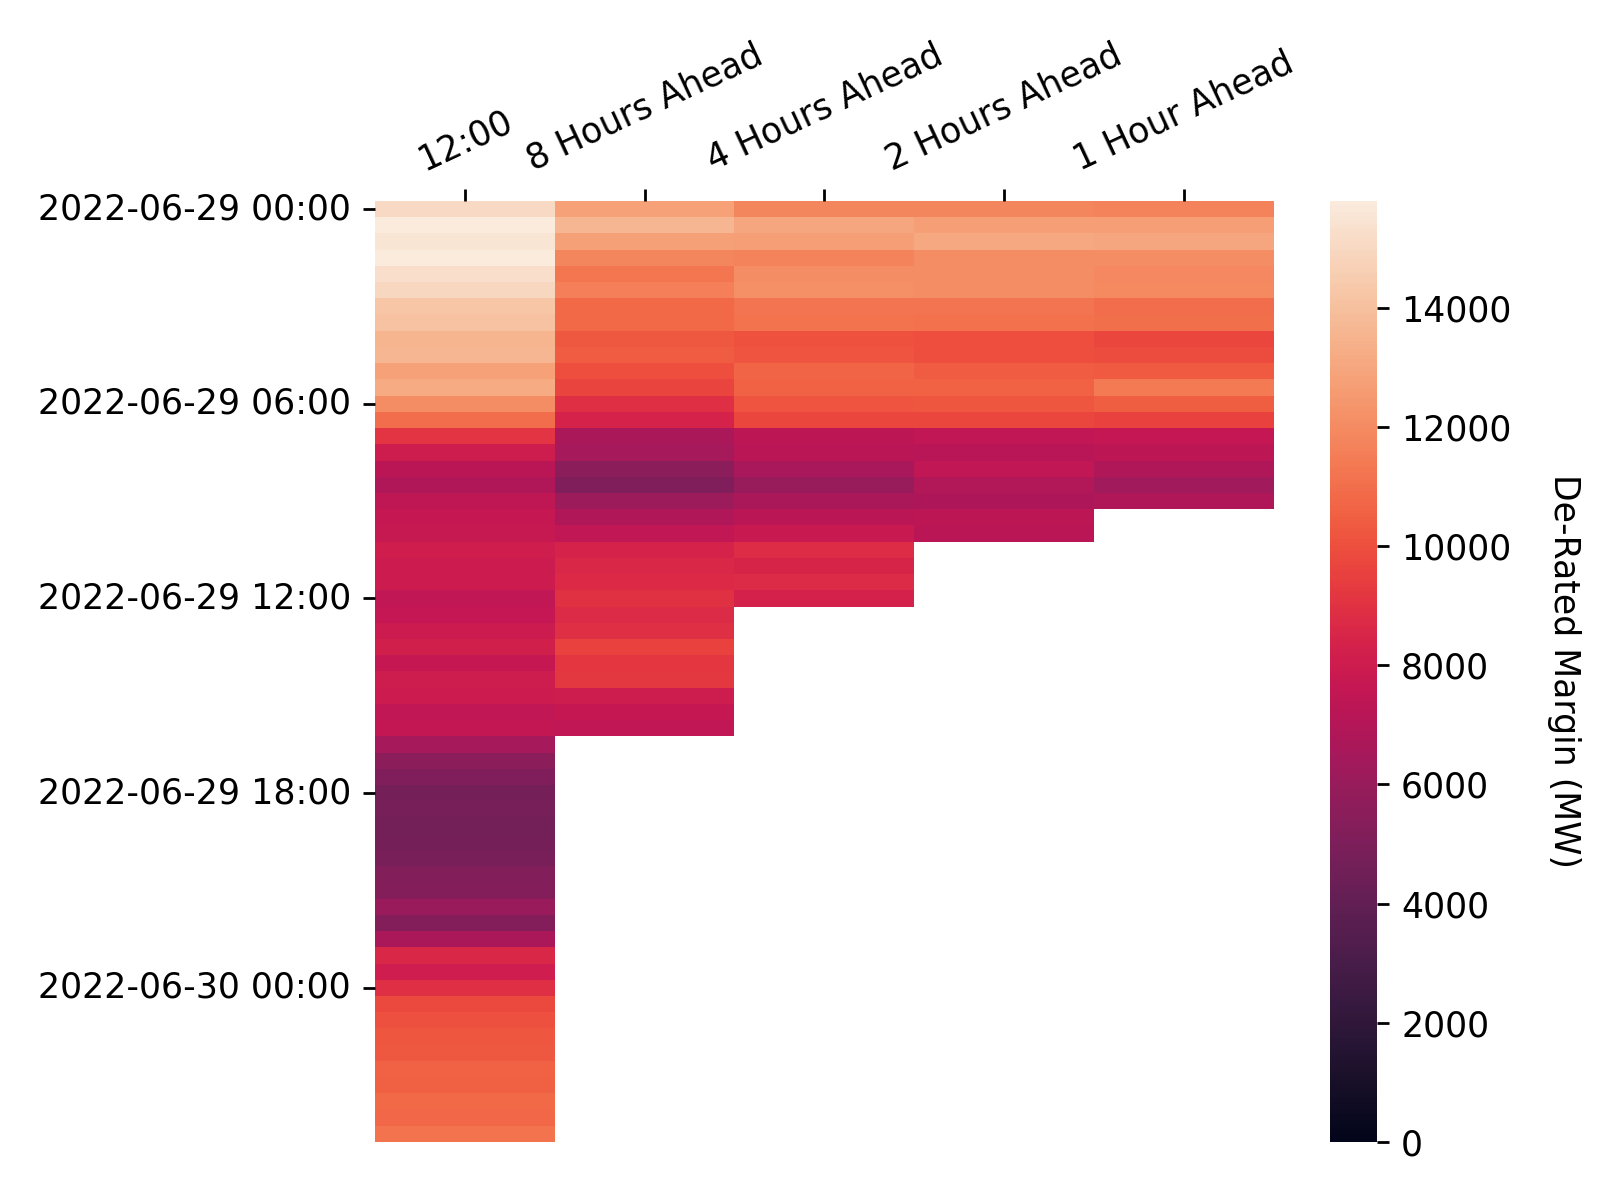 12:00
8 Hours Ahead
4 Hours Ahead
2 Hours Ahead
1 Hour Ahead
2022-06-29 00:00
2022-06-29 06:00
2022-06-29 12:00
2022-06-29 18:00
2022-06-30 00:00
14000
12000
10000
8000
6000
4000
2000
0
De-Rated Margin (MW)